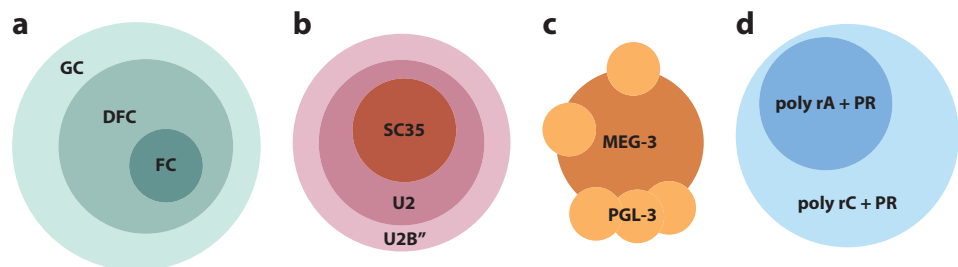 a
GC
DFC
FC
b
SC35
U2
U2B″
c
MEG-3
PGL-3
d
poly rA + PR
poly rC + PR